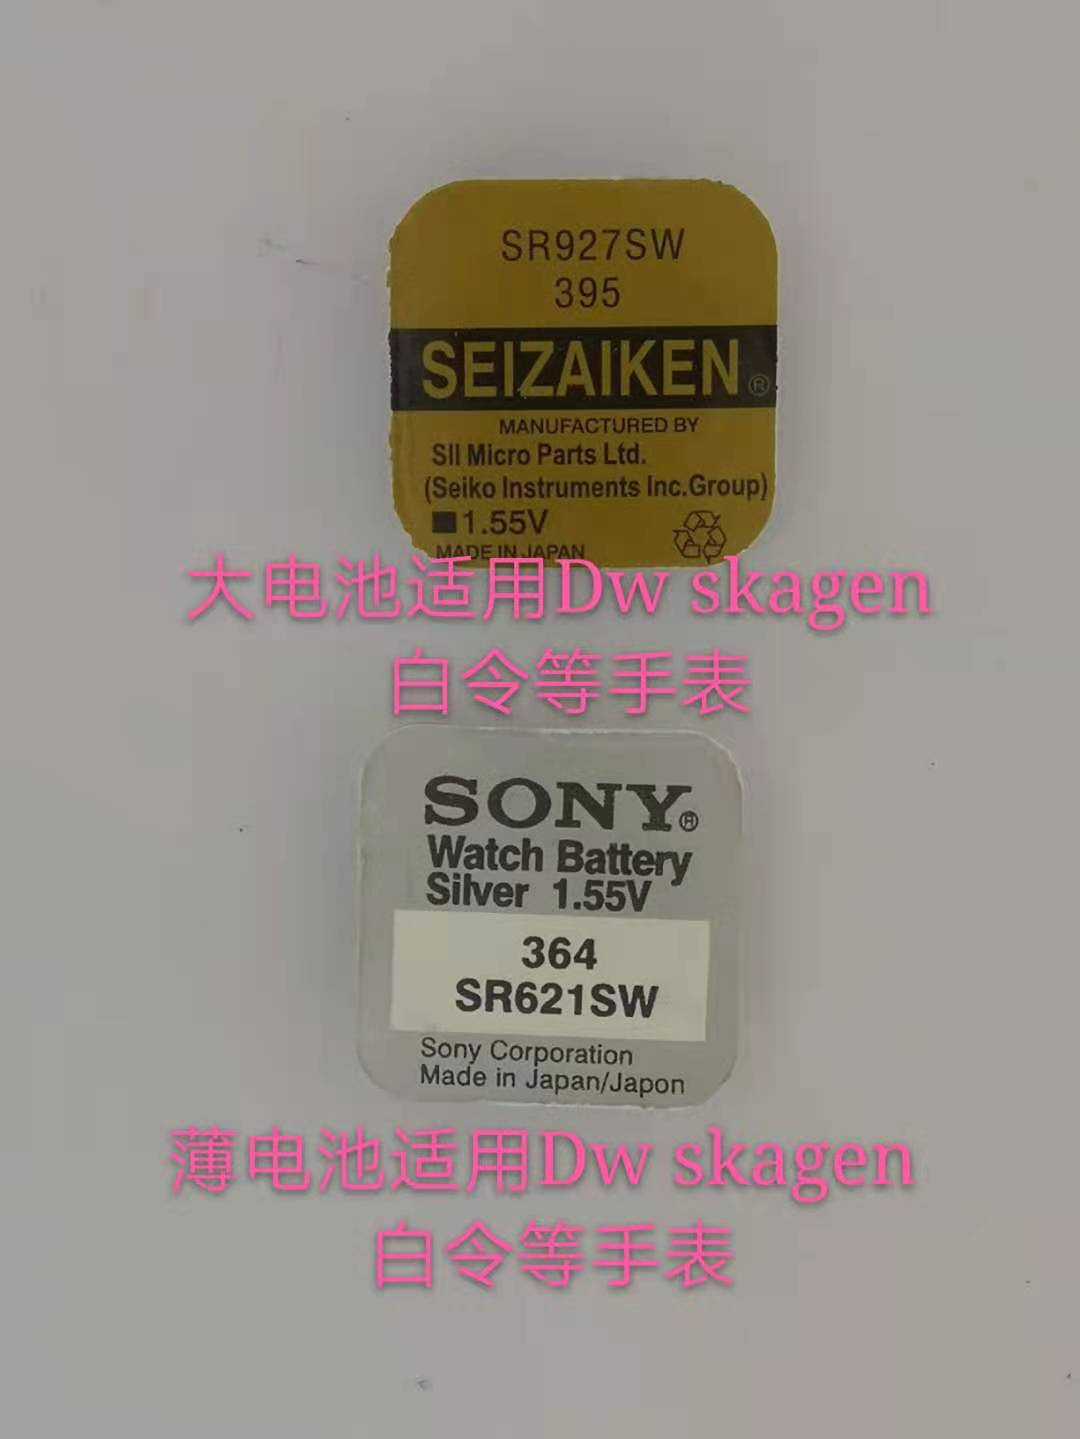 SR927SW
395
SEIZAIKEN®
MANUFACTURED BY
SII Micro Parts Ltd.
(Seiko Instruments Inc.Group)
■1.55V
MADE IN JAPAN
大电池适用Dw skagen
白令等手表
SONY®
Watch Battery
Silver 1.55V
364
SR621SW
Sony Corporation
Made in Japan/Japon
薄电池适用Dw skagen
白令等手表